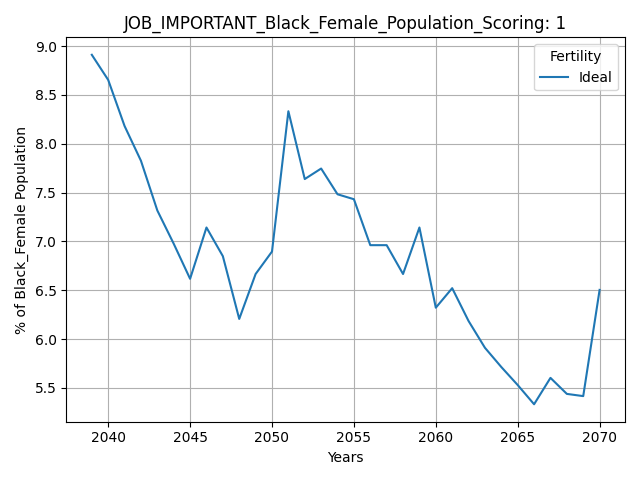 JOB_IMPORTANT_Black_Female_Population_Scoring: 1
Fertility
Ideal
% of Black_Female Population
9.0
8.5
8.0
7.5
7.0
6.5
6.0
5.5
2040 2045 2050 2055 2060 2065 2070
Years